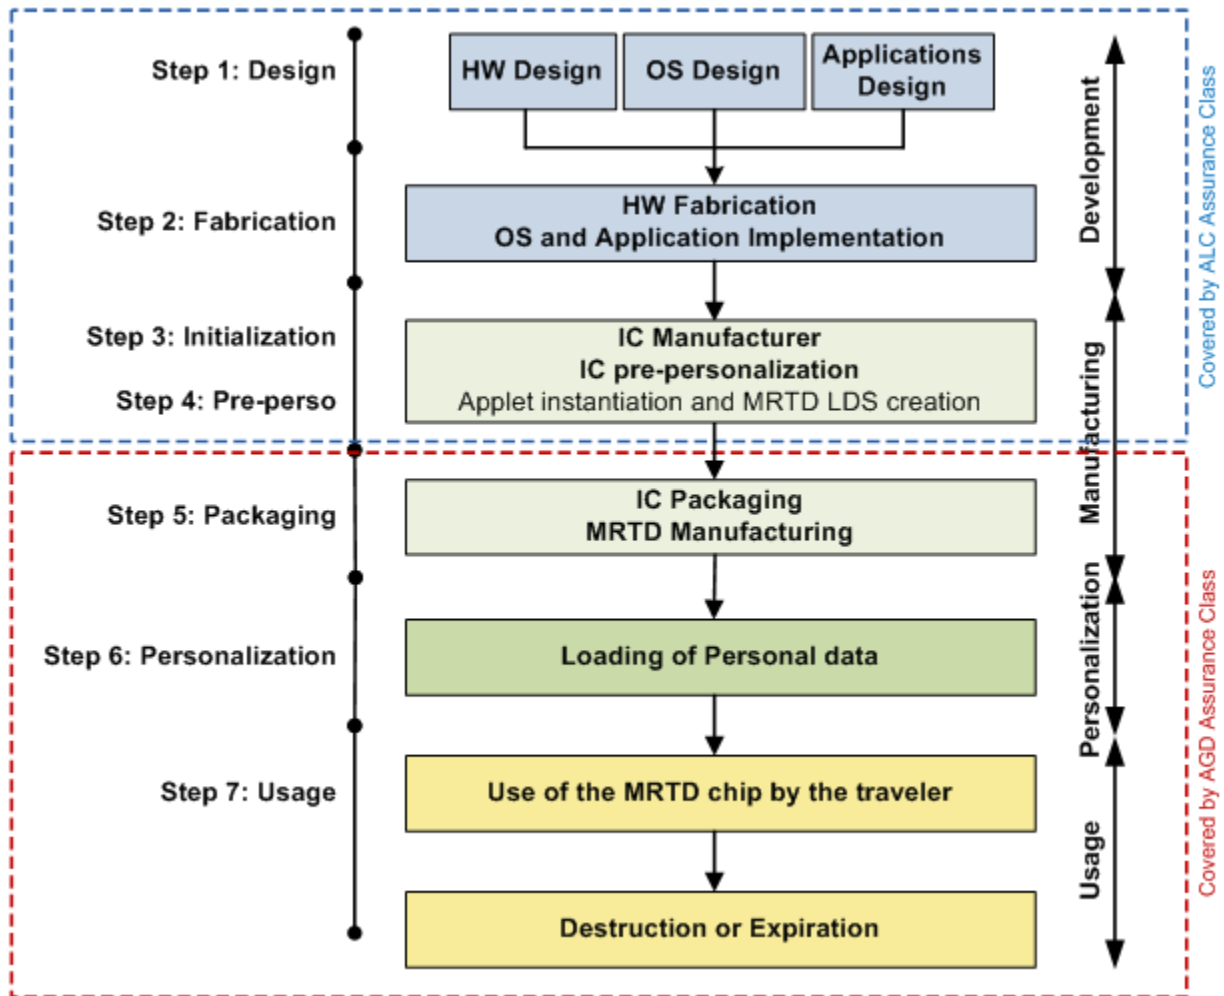 Step 1: Design
HW Design
OS Design
Applications
Design
Step 2: Fabrication
HW Fabrication
OS and Application Implementation
Development
Covered by ALC Assurance Class
Step 3: Initialization
Step 4: Pre-perso
IC Manufacturer
IC pre-personalization
Applet instantiation and MRTD LDS creation
Manufacturing
Step 5: Packaging
IC Packaging
MRTD Manufacturing
Step 6: Personalization
Loading of Personal data
Personalization
Covered by AGD Assurance Class
Step 7: Usage
Use of the MRTD chip by the traveler
Usage
Destruction or Expiration